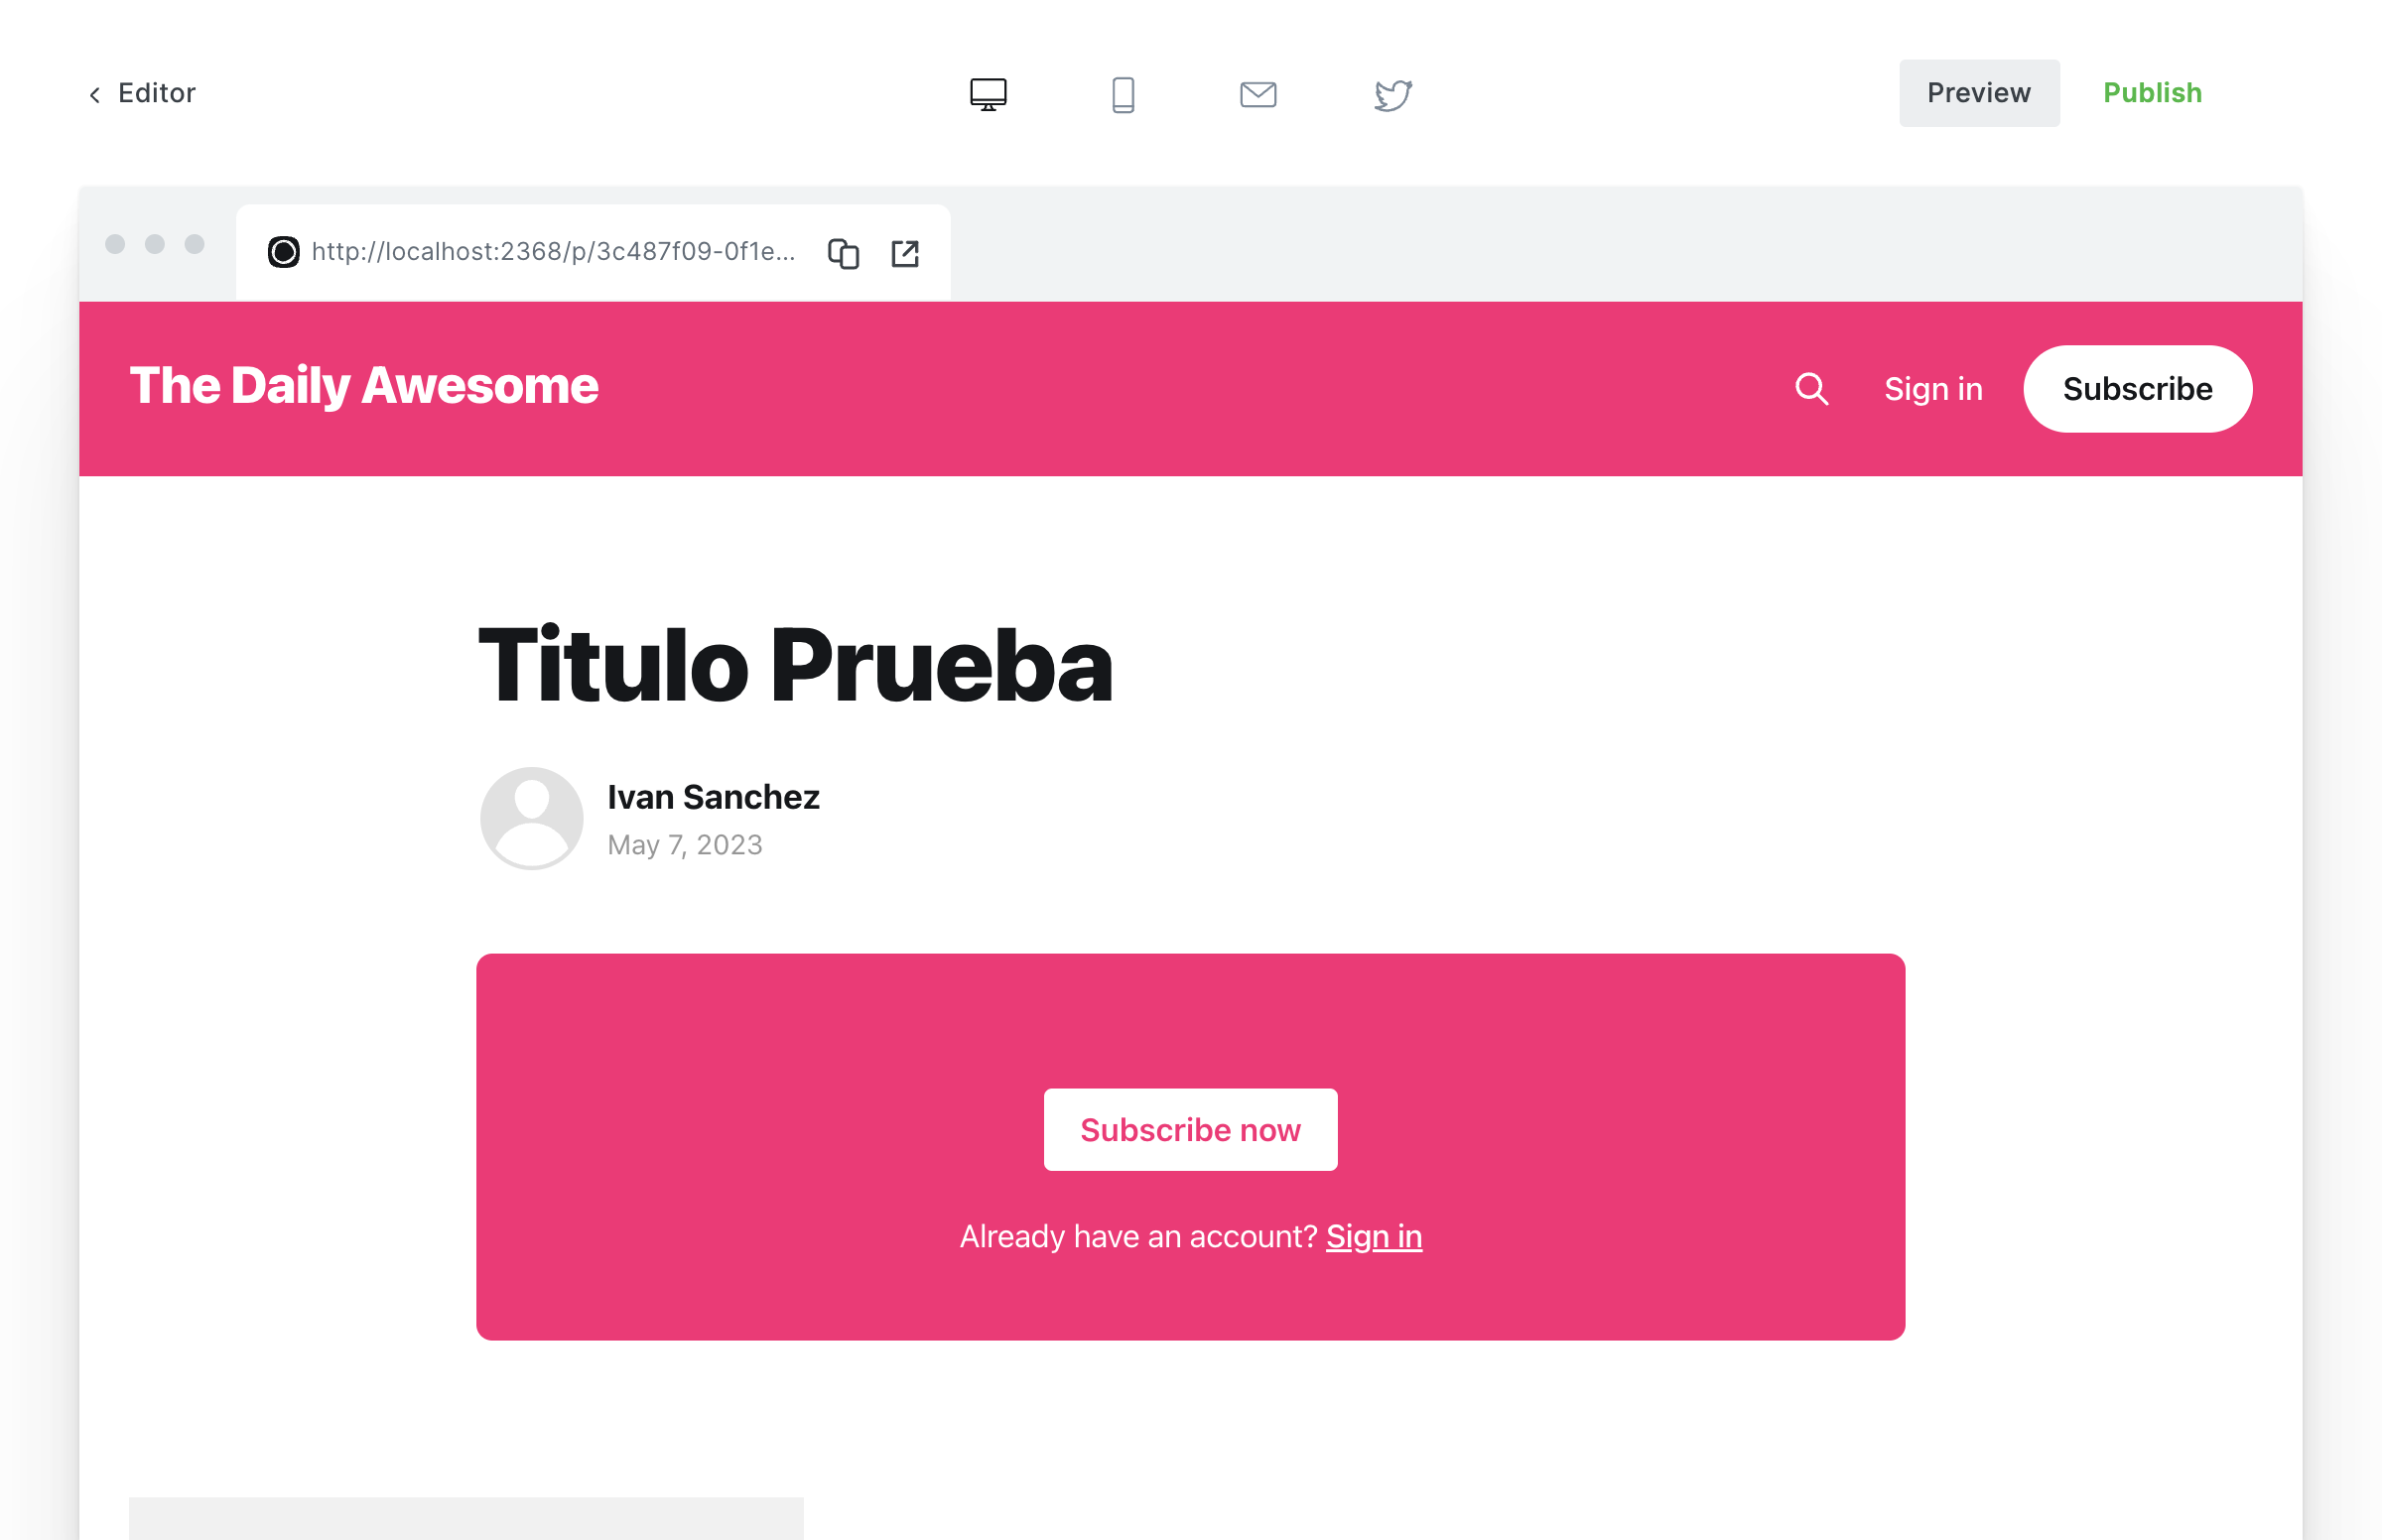 Editor
Preview
Publish
http://localhost:2368/p/3c487f09-0f1e...
The Daily Awesome
Sign in
Subscribe
Titulo Prueba
Ivan Sanchez
May 7, 2023
Subscribe now
Already have an account? Sign in